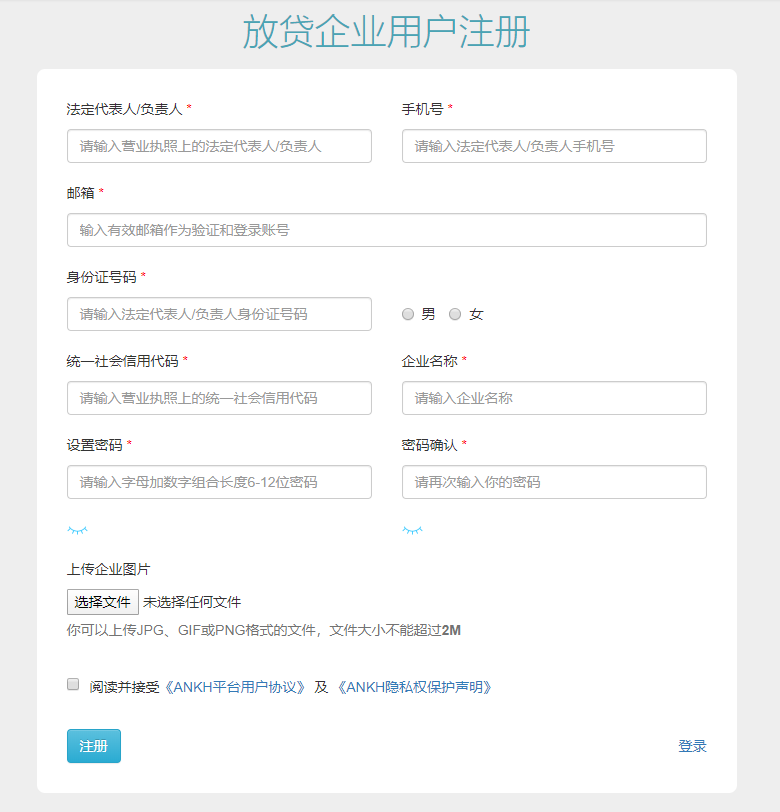 放贷企业用户注册
法定代表人/负责人 * 手机号 *
请输入营业执照上的法定代表人/负责人 请输入法定代表人/负责人手机号
邮箱 *
输入有效邮箱作为验证和登录账号
身份证号码 *
请输入法定代表人/负责人身份证号码 男 女
统一社会信用代码 * 企业名称 *
请输入营业执照上的统一社会信用代码 请输入企业名称
设置密码 * 密码确认 *
请输入字母加数字组合长度6-12位密码 请再次输入你的密码
上传企业图片
选择文件 未选择任何文件
你可以上传JPG、GIF或PNG格式的文件，文件大小不能超过2M
阅读并接受《ANKH平台用户协议》 及 《ANKH隐私权保护声明》
注册 登录